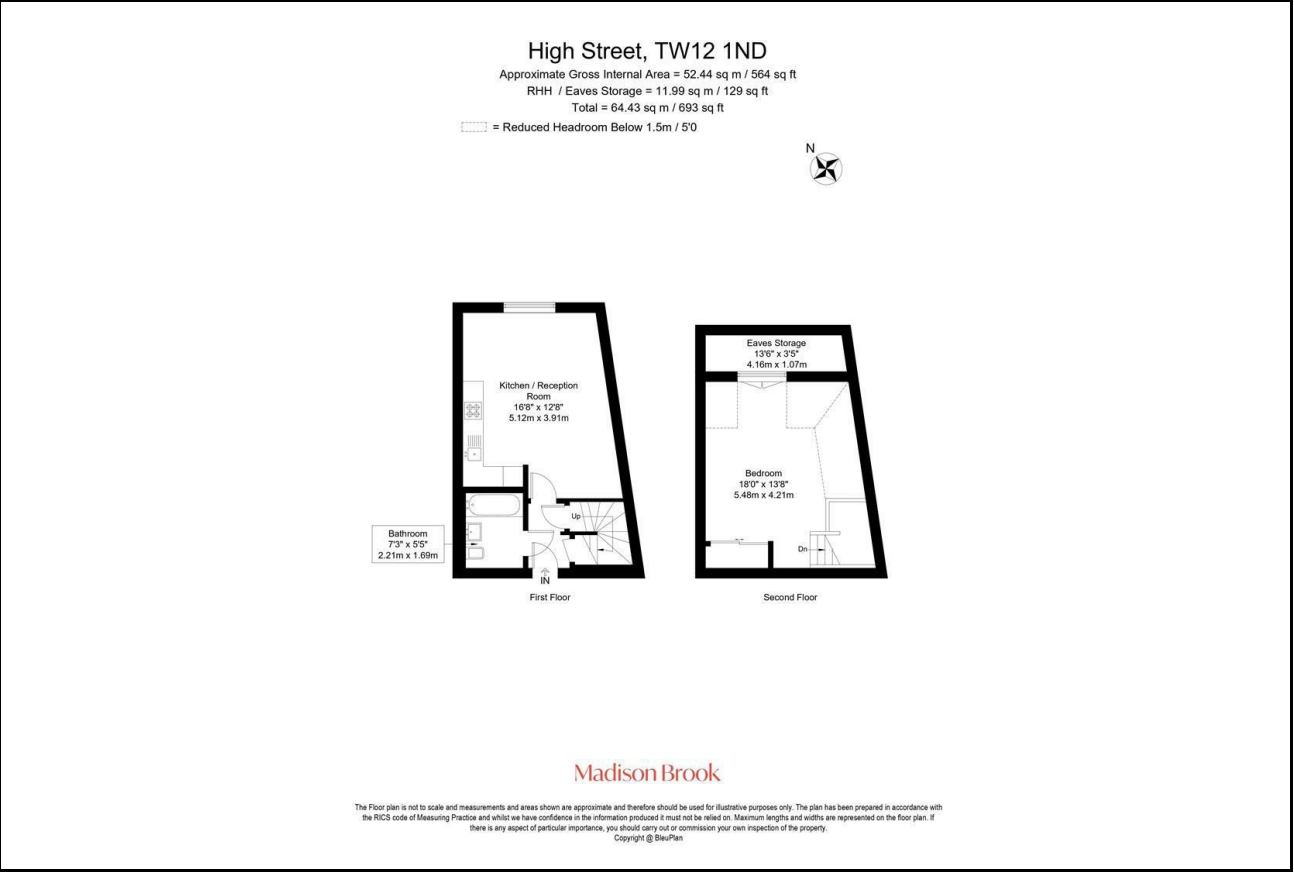 High Street, TW12 1ND
Approximate Gross Internal Area = 52.44 sq m / 564 sq ft
RHH / Eaves Storage = 11.99 sq m / 129 sq ft
Total = 64.43 sq m / 693 sq ft
= Reduced Headroom Below 1.5m / 5'0
N
Kitchen / Reception
Room
16'8" x 12'8"
5.12m x 3.91m
Up
Bathroom
7'3" x 5'5"
2.21m x 1.69m
IN
First Floor
Eaves Storage
13'6" x 3'5"
4.16m x 1.07m
Bedroom
18'0" x 13'8"
5.48m x 4.21m
Dn
Second Floor
Madison Brook
The Floor plan is not to scale and measurements and areas shown are approximate and therefore should be used for illustrative purposes only. The plan has been prepared in accordance with
the RICS code of Measuring Practice and whilst we have confidence in the information produced it must not be relied on. Maximum lengths and widths are represented on the floor plan. If
there is any aspect of particular importance, you should carry out or commission your own inspection of the property.
Copyright @ BleuPlan